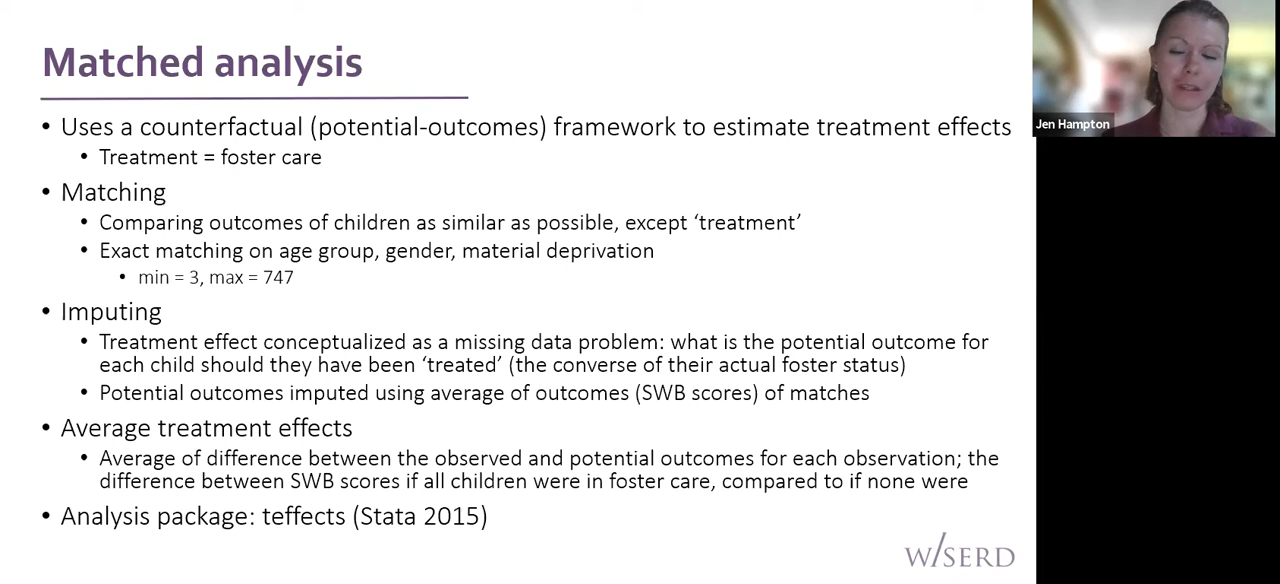 Matched analysis
• Uses a counterfactual (potential-outcomes) framework to estimate treatment effects
• Treatment = foster care
• Matching
• Comparing outcomes of children as similar as possible, except ‘treatment’
• Exact matching on age group, gender, material deprivation
• min = 3, max = 747
• Imputing
• Treatment effect conceptualized as a missing data problem: what is the potential outcome for
each child should they have been ‘treated’ (the converse of their actual foster status)
• Potential outcomes imputed using average of outcomes (SWB scores) of matches
• Average treatment effects
• Average of difference between the observed and potential outcomes for each observation; the
difference between SWB scores if all children were in foster care, compared to if none were
• Analysis package: teffects (Stata 2015)
W/SERD
Jen Hampton